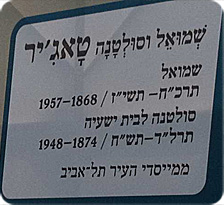 שְׁמוּאֵל וסוּלְטָנָה טָאגִ׳יר
שמואל
תרכ"ח–תשי"ז / 1868–1957
סולטנה לבית ישעיה
תרל"ד–תש"ח / 1874–1948
ממייסדי העיר תל־אביב